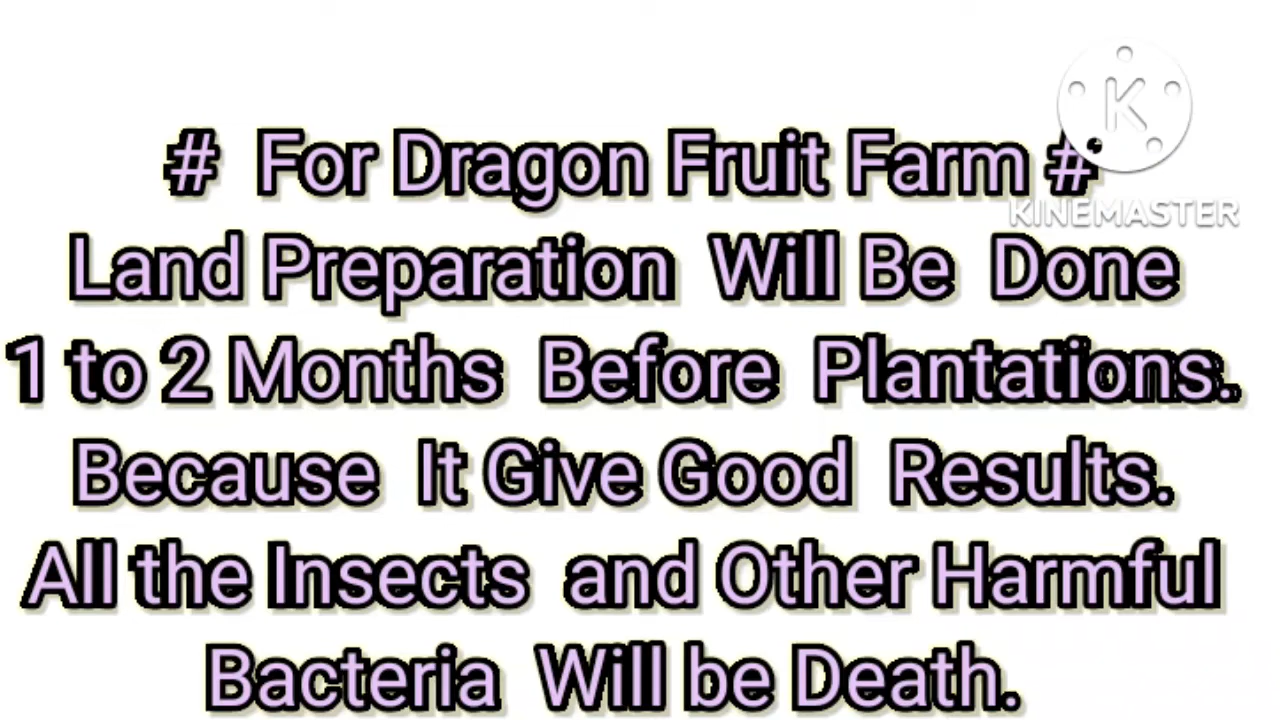 K
# For Dragon Fruit Farm #
KINEMASTER
Land Preparation Will Be Done
1 to 2 Months Before Plantations.
Because It Give Good Results.
All the Insects and Other Harmful
Bacteria Will be Death.